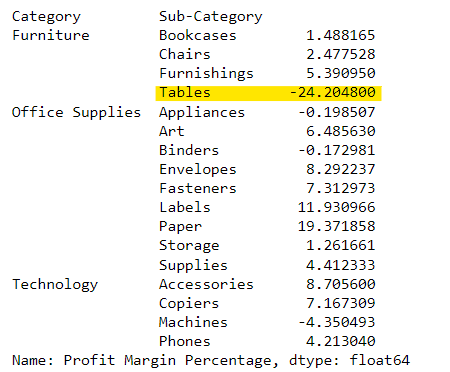 Category Sub-Category
Furniture Bookcases 1.488165
Chairs 2.477528
Furnishings 5.390950
Tables -24.204800
Office Supplies Appliances -0.198507
Art 6.485630
Binders -0.172981
Envelopes 8.292237
Fasteners 7.312973
Labels 11.930966
Paper 19.371858
Storage 1.261661
Supplies 4.412333
Technology Accessories 8.705600
Copiers 7.167309
Machines -4.350493
Phones 4.213040
Name: Profit Margin Percentage, dtype: float64